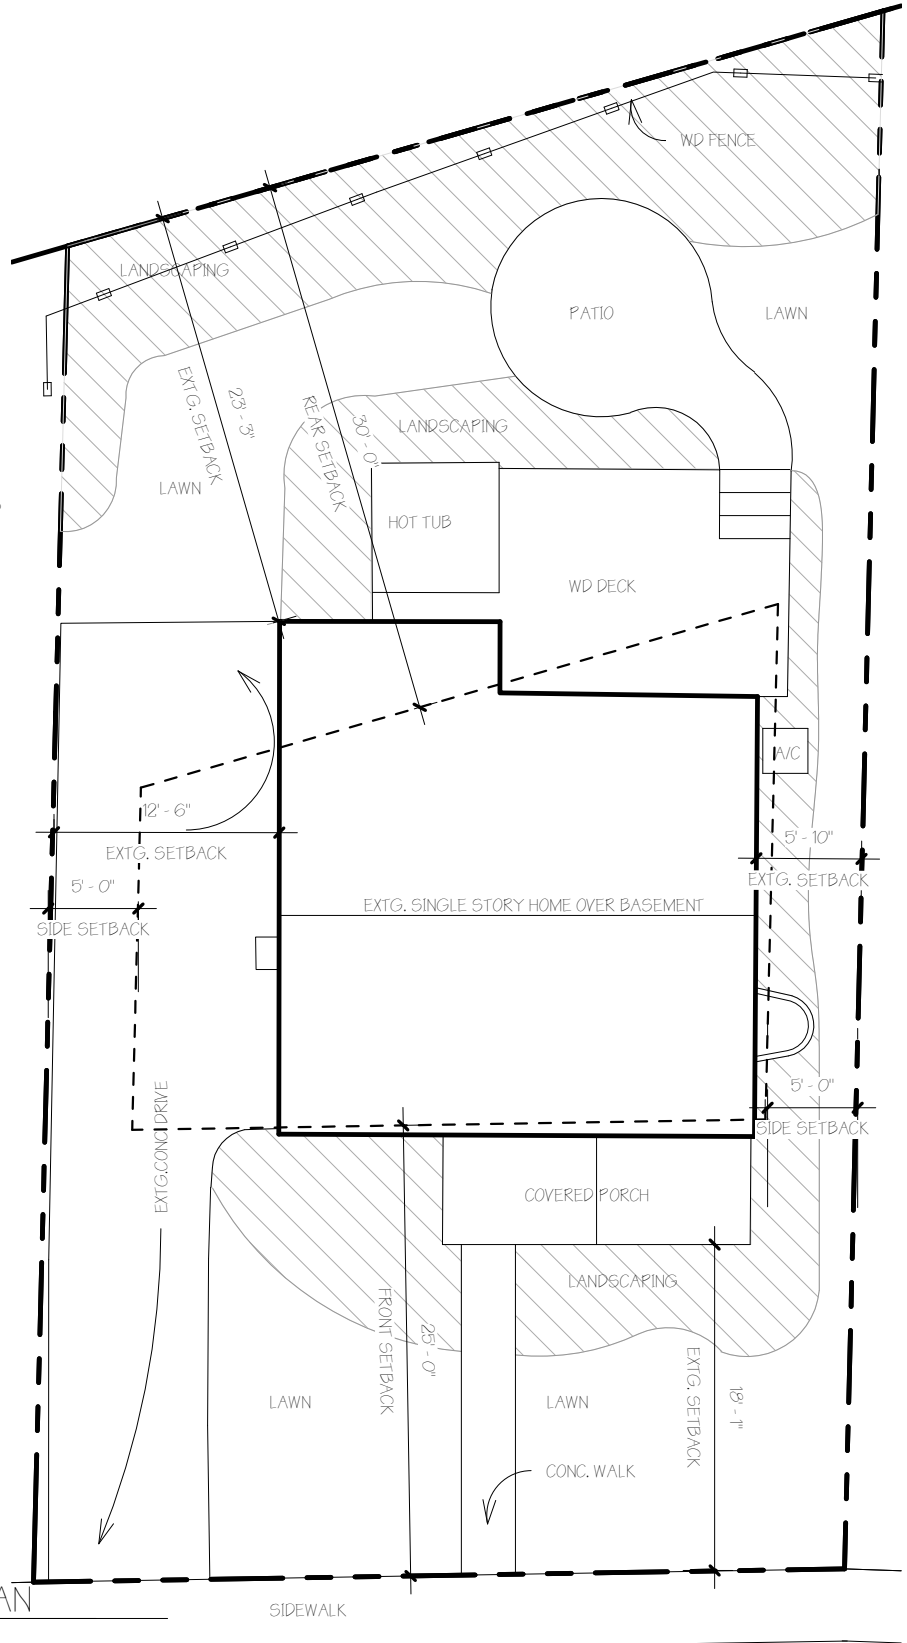 WD FENCE
LANDSCAPING
PATIO
LAWN
EXTG. SETBACK
23' - 3"
REAR SETBACK
30' - 0"
LANDSCAPING
LAWN
HOT TUB
WD DECK
A/C
12' - 6"
EXTG. SETBACK
5' - 10"
EXTG. SETBACK
5' - 0"
SIDE SETBACK
EXTG. SINGLE STORY HOME OVER BASEMENT
5' - 0"
SIDE SETBACK
EXTG.CONC.DRIVE
COVERED PORCH
LANDSCAPING
FRONT SETBACK
25' - 0"
EXTG. SETBACK
18' - 1"
LAWN
LAWN
CONC. WALK
AN
SIDEWALK